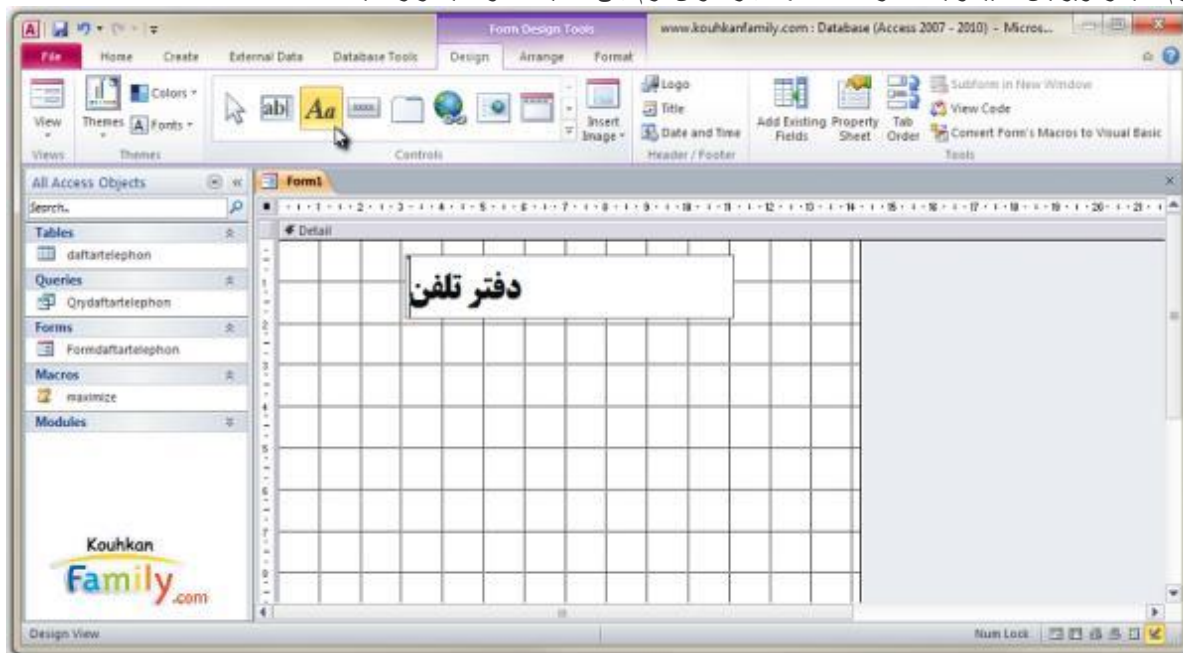 Form Design Tools
www.kouhkanfamily.com : Database (Access 2007 - 2010) - Micros...
File Home Create External Data Database Tools Design Arrange Format
View
Views
Themes
Colors
Fonts
Themes
ab|
Aa
Controls
Insert
Image
Logo
Title
Date and Time
Header / Footer
Add Existing
Fields
Property
Sheet
Tab
Order
Subform in New Window
View Code
Convert Form's Macros to Visual Basic
Tools
All Access Objects
Search..
Tables
daftartelephon
Queries
Qrydaftartelephon
Forms
Formdaftartelephon
Macros
maximize
Modules
Form1
Detail
دفتر تلفن
Kouhkan
Family.com
Design View
Num Lock